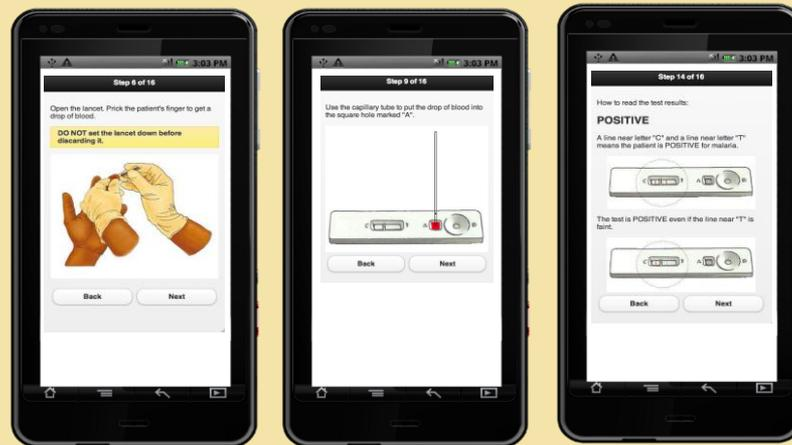 3:03 PM
Step 6 of 16
Open the lancet. Prick the patient's finger to get a
drop of blood.
DO NOT set the lancet down before
discarding it.
Back Next
3:03 PM
Step 9 of 16
Use the capillary tube to put the drop of blood into
the square hole marked "A".
C T A B
Back Next
3:03 PM
Step 14 of 16
How to read the test results:
POSITIVE
A line near letter "C" and a line near letter "T"
means the patient is POSITIVE for malaria.
C T A B
The test is POSITIVE even if the line near "T" is
faint.
C T A B
Back Next